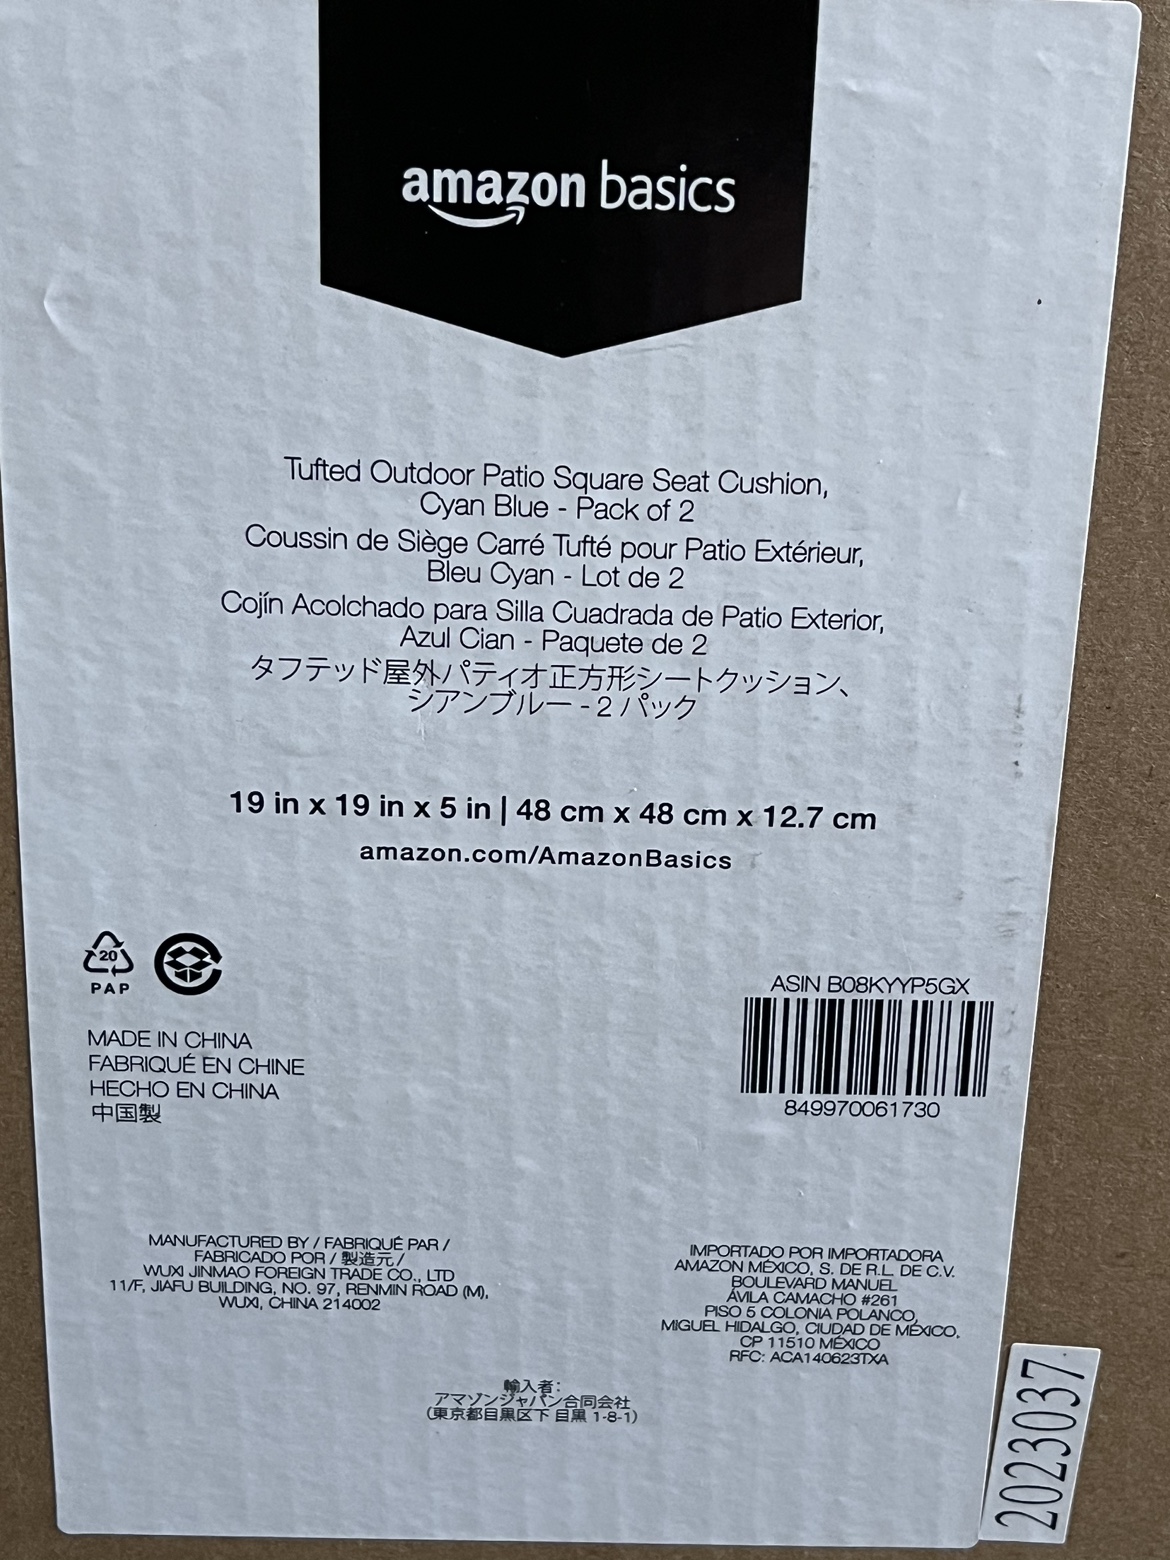 amazon basics
Tufted Outdoor Patio Square Seat Cushion,
Cyan Blue - Pack of 2
Coussin de Siège Carré Tufté pour Patio Extérieur,
Bleu Cyan - Lot de 2
Cojín Acolchado para Silla Cuadrada de Patio Exterior,
Azul Cian - Paquete de 2
タフテッド屋外パティオ正方形シートクッション、
シアンブルー - 2 パック
19 in x 19 in x 5 in | 48 cm x 48 cm x 12.7 cm
amazon.com/AmazonBasics
20
PAP
MADE IN CHINA
FABRIQUÉ EN CHINE
HECHO EN CHINA
中国製
ASIN B08KYYP5GX
849970061730
MANUFACTURED BY / FABRIQUÉ PAR /
FABRICADO POR / 製造元 /
WUXI JINMAO FOREIGN TRADE CO., LTD
11/F, JIAFU BUILDING, NO. 97, RENMIN ROAD (M),
WUXI, CHINA 214002
IMPORTADO POR IMPORTADORA
AMAZON MÉXICO, S. DE R.L. DE C.V.
BOULEVARD MANUEL
ÁVILA CAMACHO #261
PISO 5 COLONIA POLANCO,
MIGUEL HIDALGO, CIUDAD DE MÉXICO.
CP 11510 MÉXICO
RFC: ACA140623TXA
輸入者:
アマゾンジャパン合同会社
(東京都目黒区下 目黒 1-8-1)
2023037